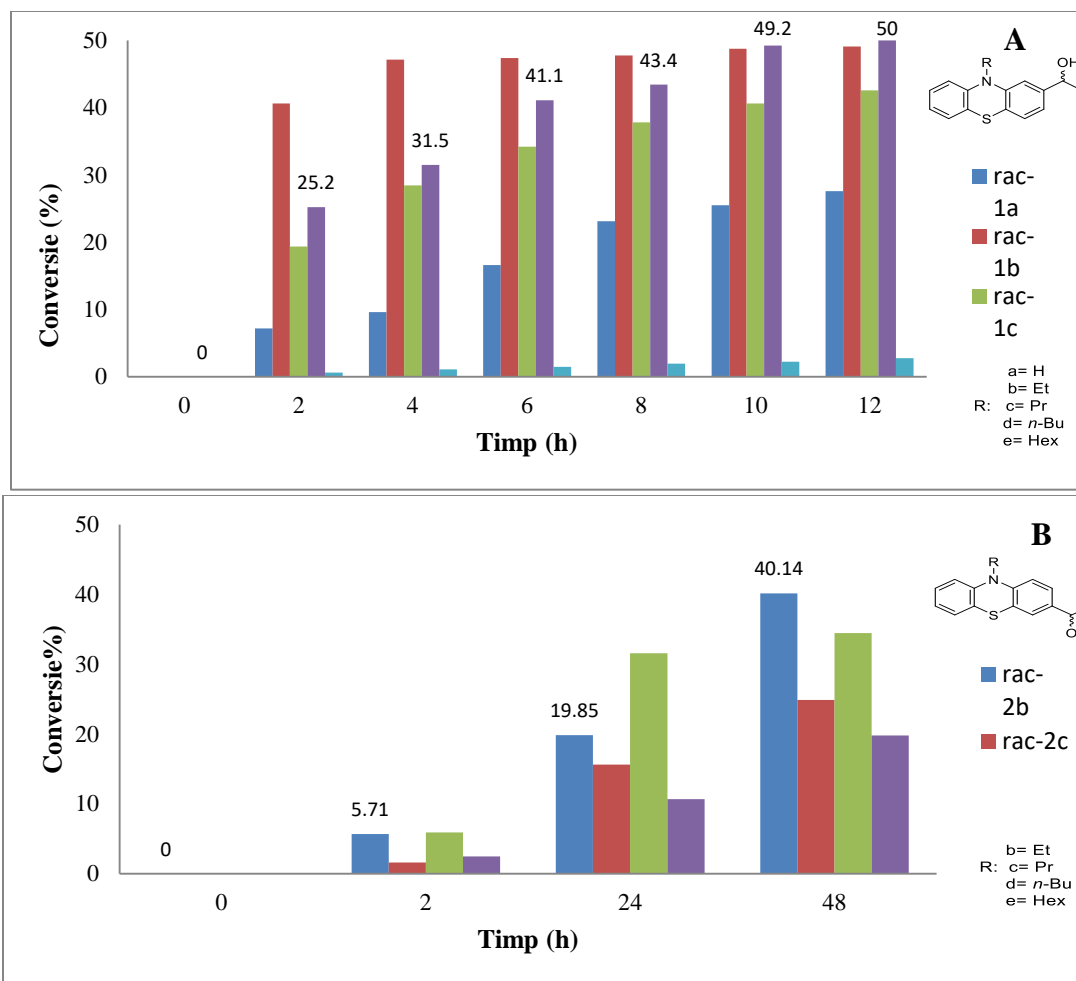 A
50
40
30
20
10
0
Conversie (%)
0
25.2
31.5
41.1
43.4
49.2
50
0
2
4
6
8
10
12
Timp (h)
R
N
S
OH
rac-
1a
rac-
1b
rac-
1c
a= H
b= Et
R: c= Pr
d= n-Bu
e= Hex
B
50
40
30
20
10
0
Conversie%)
0
5.71
19.85
40.14
0
2
24
48
Timp (h)
R
N
S
O
rac-
2b
rac-2c
b= Et
R: c= Pr
d= n-Bu
e= Hex